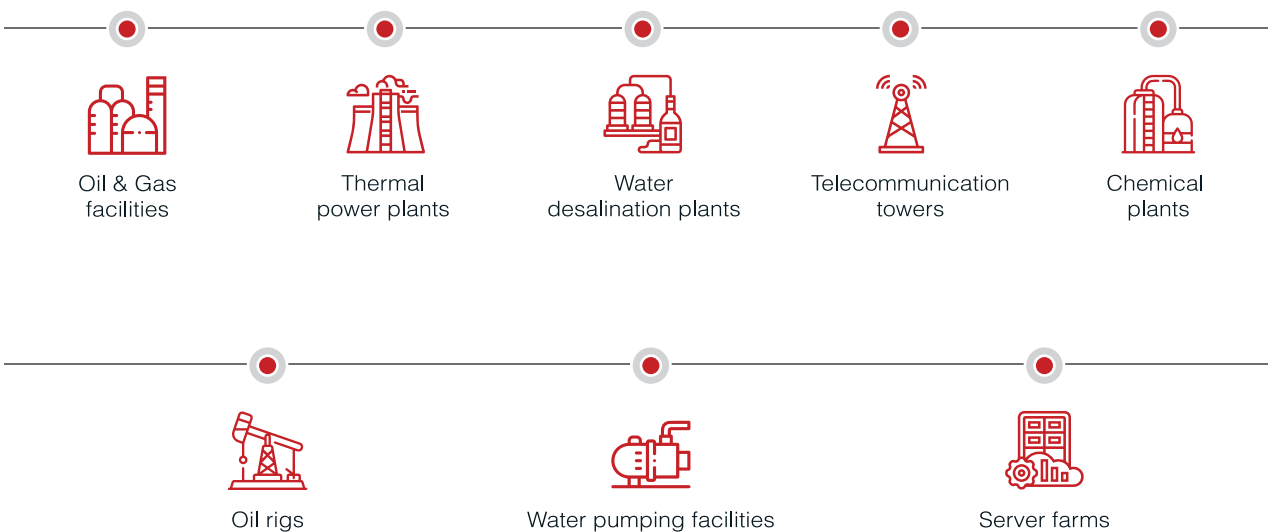 Oil & Gas
facilities
Thermal
power plants
Water
desalination plants
Telecommunication
towers
Chemical
plants
Oil rigs
Water pumping facilities
Server farms